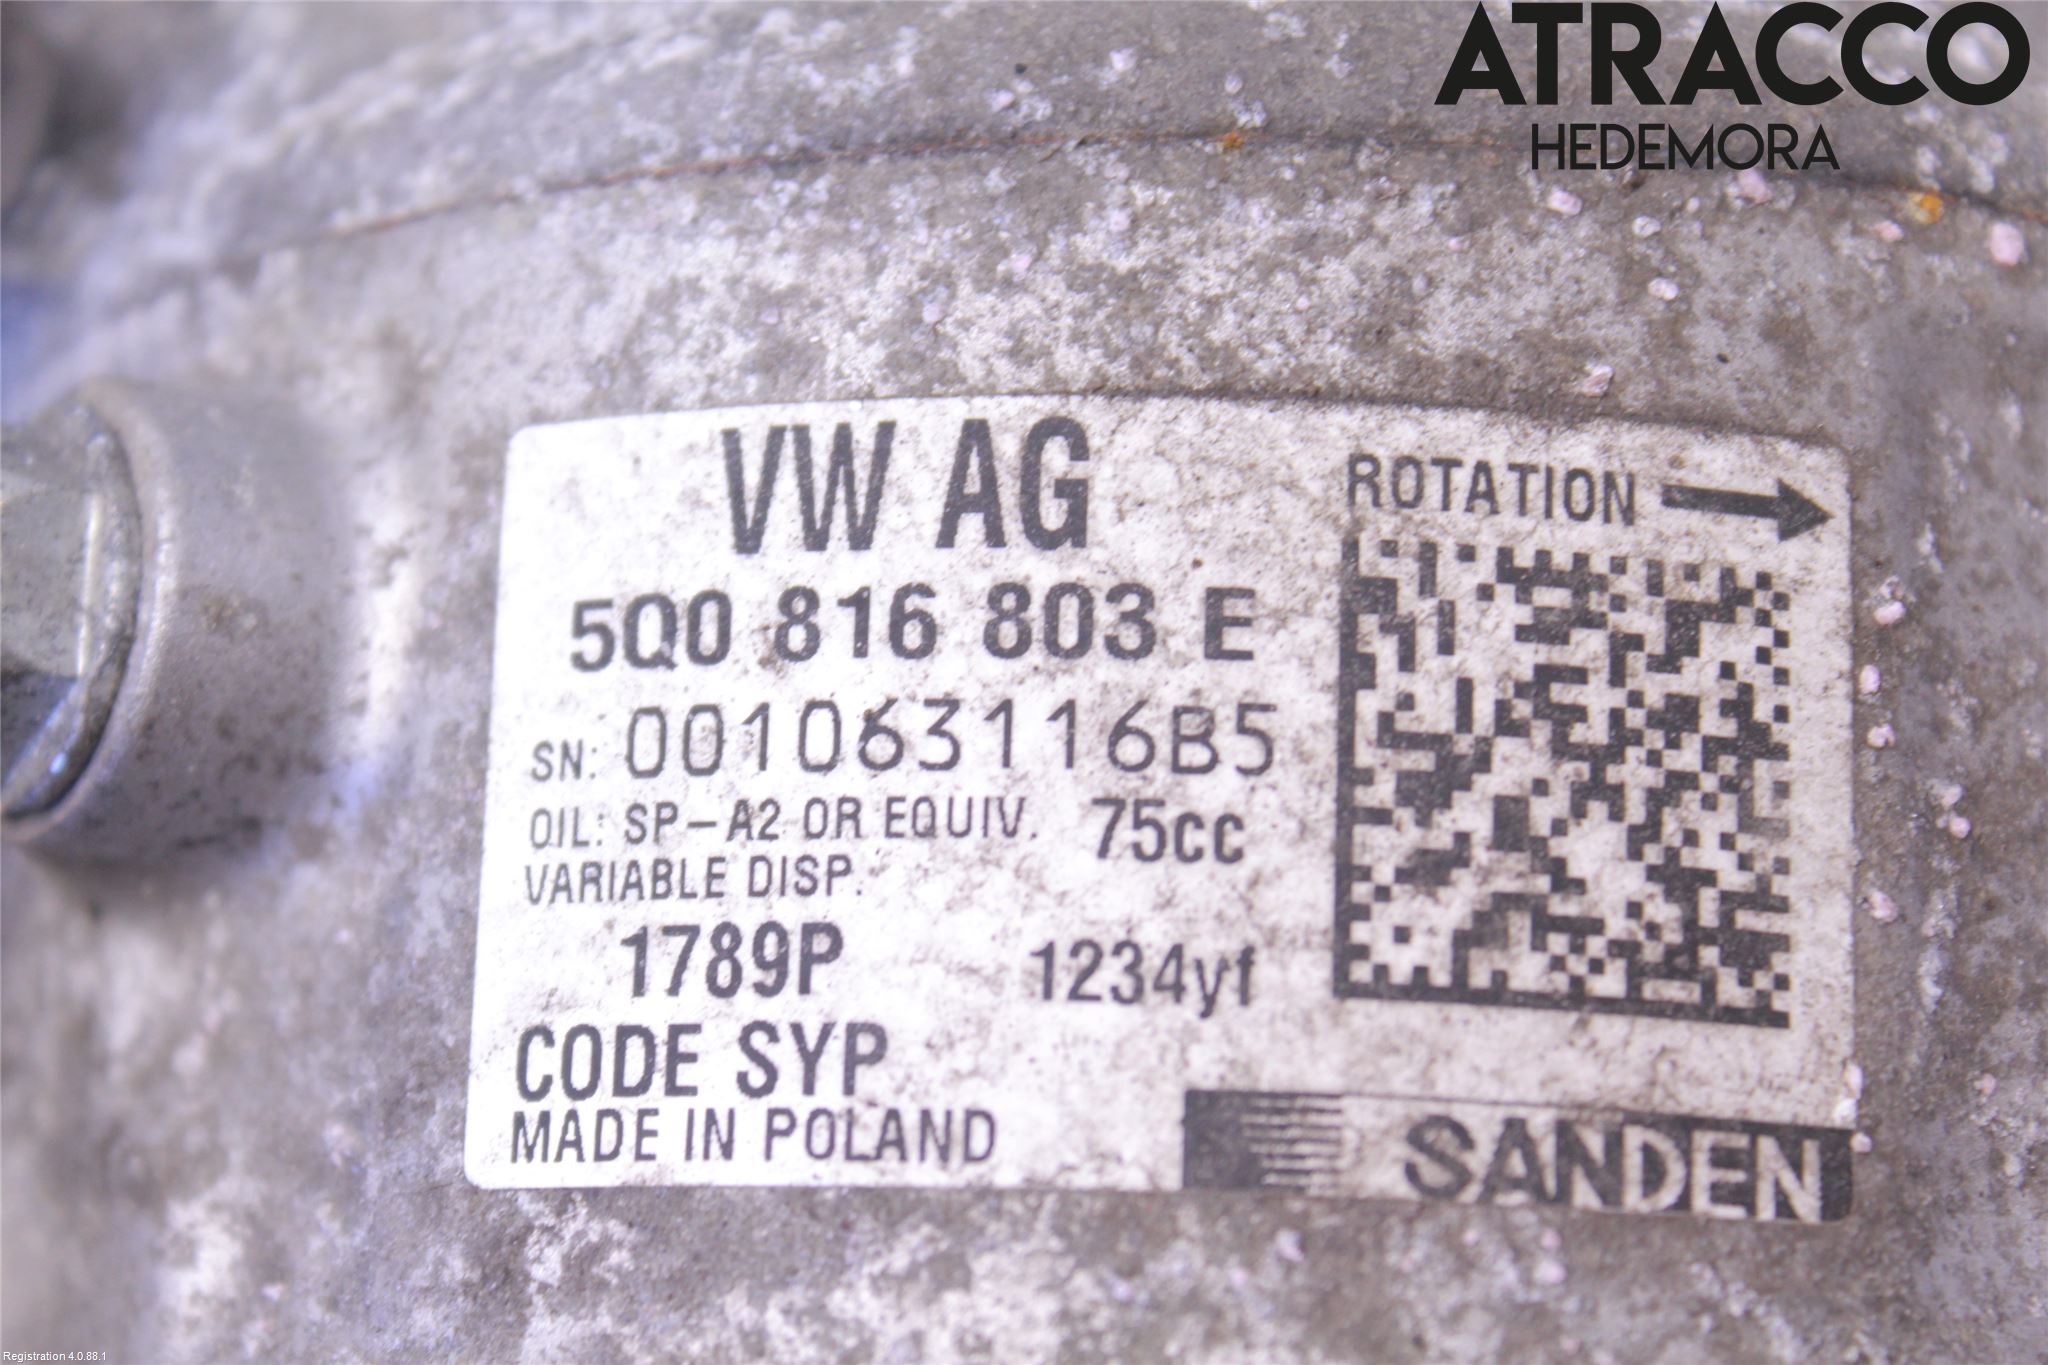 ATRACCO
HEDEMORA
VW AG
ROTATION
5Q0 816 803 E
SN: 001063116B5
OIL: SP-A2 OR EQUIV. 75cc
VARIABLE DISP.
1789P 1234yf
CODE SYP
MADE IN POLAND
SANDEN
Registration 4.0.88.1